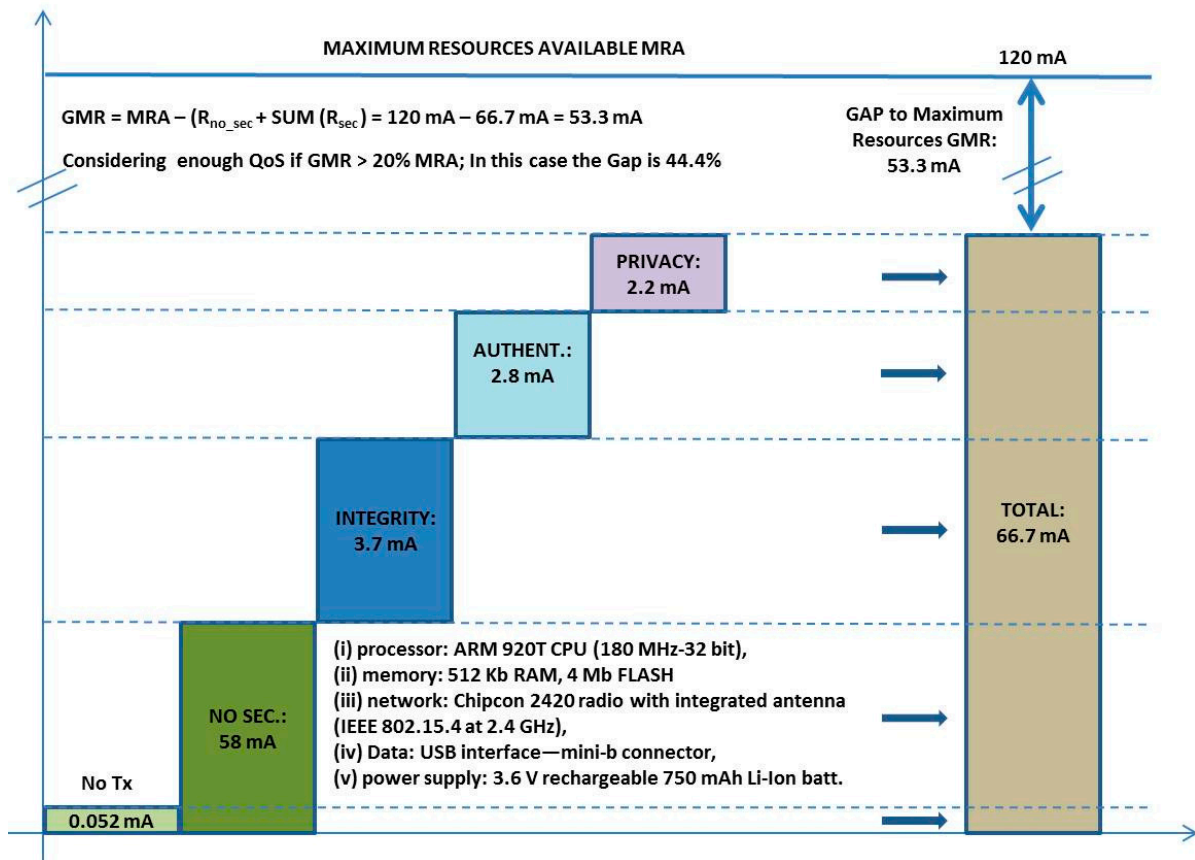 MAXIMUM RESOURCES AVAILABLE MRA
120 mA
GMR = MRA – (Rno_sec + SUM (Rsec) = 120 mA – 66.7 mA = 53.3 mA
Considering enough QoS if GMR > 20% MRA; In this case the Gap is 44.4%
GAP to Maximum
Resources GMR:
53.3 mA
PRIVACY:
2.2 mA
AUTHENT.:
2.8 mA
INTEGRITY:
3.7 mA
TOTAL:
66.7 mA
NO SEC.:
58 mA
(i) processor: ARM 920T CPU (180 MHz-32 bit),
(ii) memory: 512 Kb RAM, 4 Mb FLASH
(iii) network: Chipcon 2420 radio with integrated antenna
(IEEE 802.15.4 at 2.4 GHz),
(iv) Data: USB interface—mini-b connector,
(v) power supply: 3.6 V rechargeable 750 mAh Li-Ion batt.
No Tx
0.052 mA